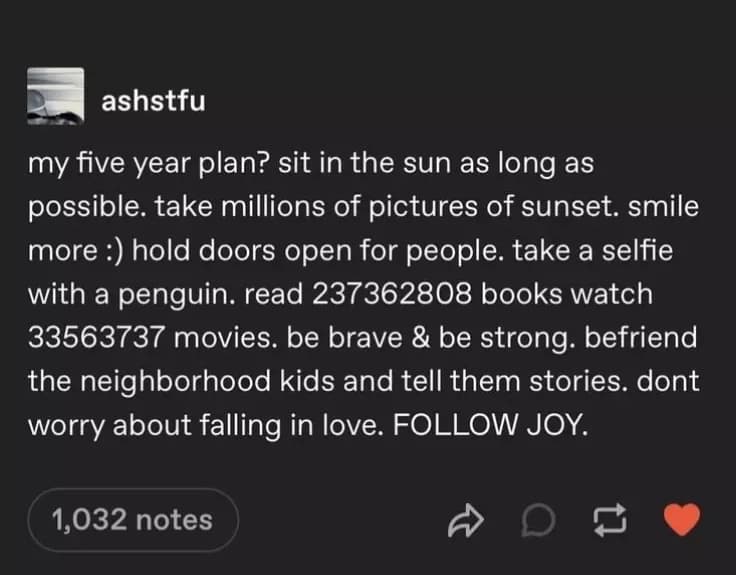 ashstfu
my five year plan? sit in the sun as long as
possible. take millions of pictures of sunset. smile
more :) hold doors open for people. take a selfie
with a penguin. read 237362808 books watch
33563737 movies. be brave & be strong. befriend
the neighborhood kids and tell them stories. dont
worry about falling in love. FOLLOW JOY.
1,032 notes